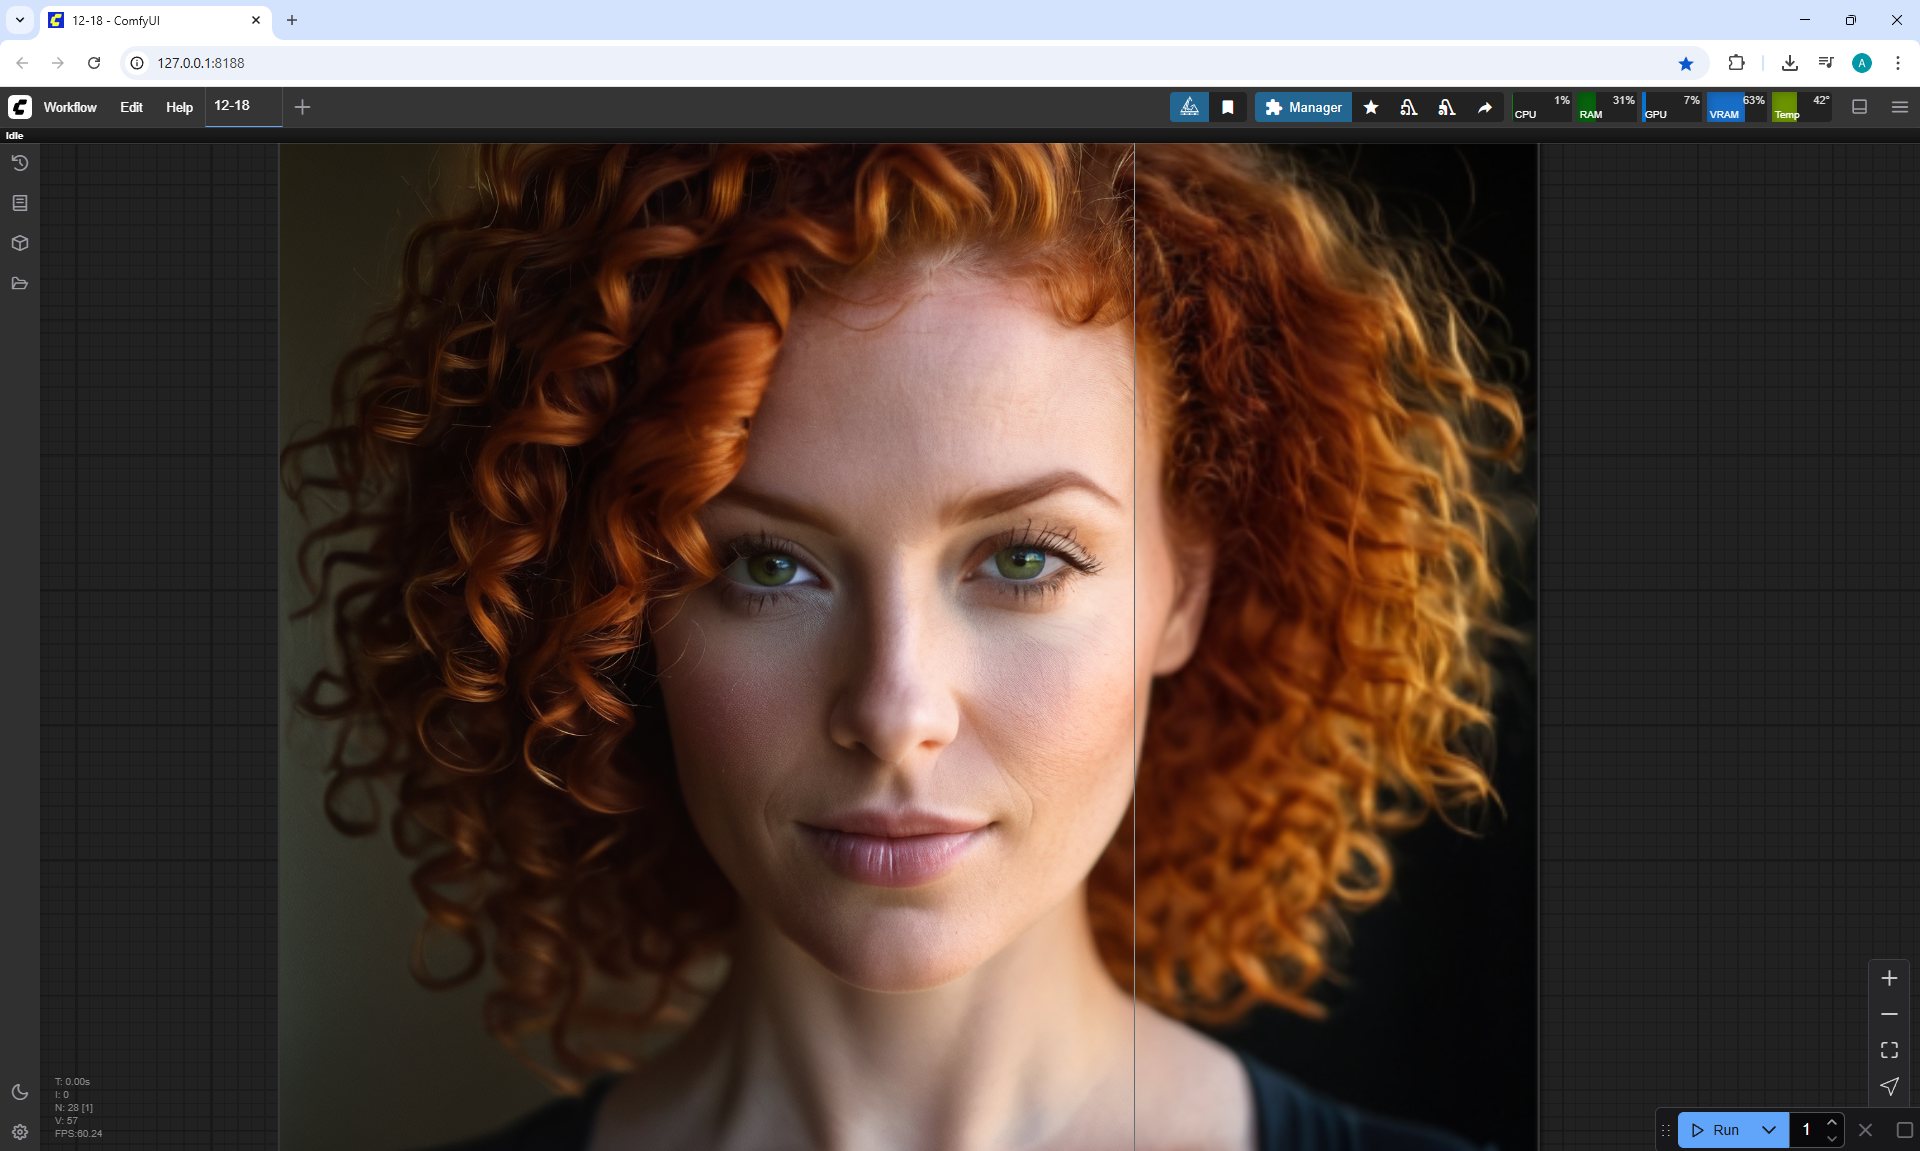 12-18 - ComfyUI
127.0.0.1:8188
Workflow Edit Help 12-18
Manager
CPU 1% RAM 31% GPU 7% VRAM 63% Temp 42°
Idle
T: 0.00s
I: 0
N: 28 [1]
V: 57
FPS:60.24
Run 1
A